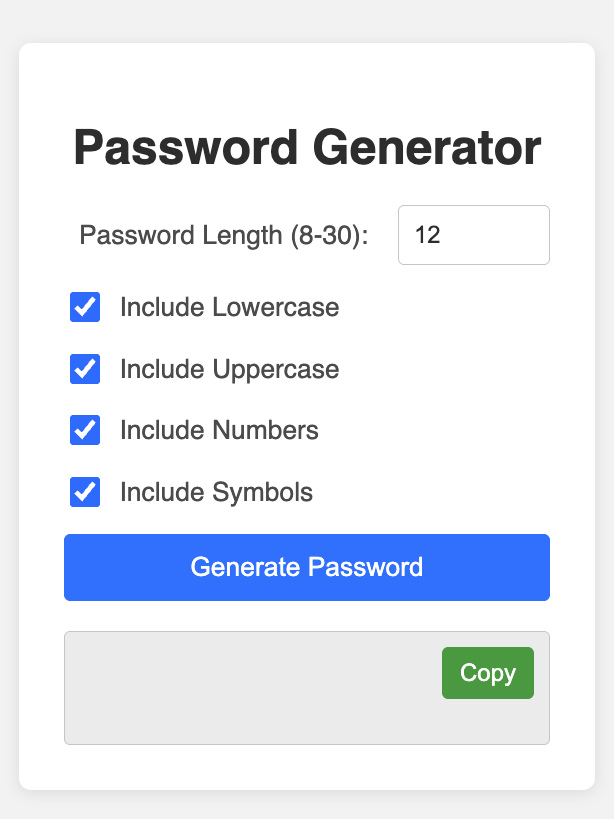 Password Generator
Password Length (8-30): 12
Include Lowercase
Include Uppercase
Include Numbers
Include Symbols
Generate Password
Copy